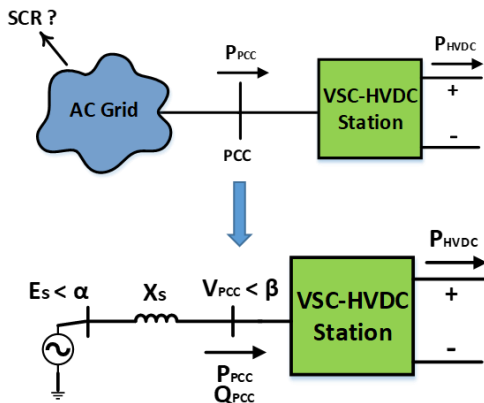 SCR ?
AC Grid
PPCC
PCC
VSC-HVDC
Station
PHVDC
+
-
ES < α
XS
VPCC < β
PPCC
QPCC
VSC-HVDC
Station
PHVDC
+
-